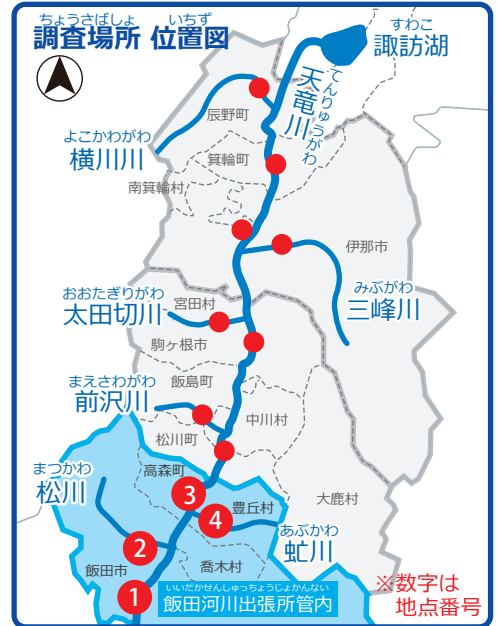 ちょうさばしょ いちず
調査場所 位置図
すわこ
諏訪湖
てんりゅうがわ
天竜川
辰野町
よこかわがわ
横川川
箕輪町
南箕輪村
伊那市
みぶがわ
三峰川
おおたぎりがわ
太田切川
宮田村
駒ヶ根市
飯島町
まえさわがわ
前沢川
中川村
松川町
大鹿村
まつかわ
松川
高森町
3
豊丘村
4
あぶかわ
虻川
2
飯田市
喬木村
1
いいだかせんしゅっちょうじょかんない
飯田河川出張所管内
※数字は
地点番号